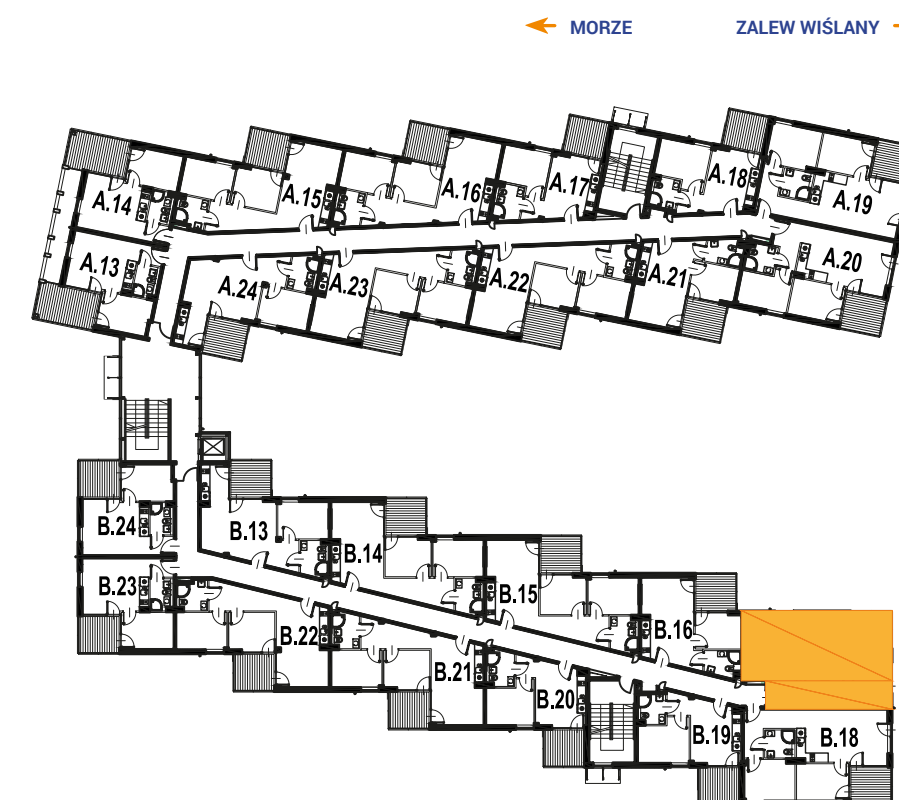 MORZE ZALEW WIŚLANY
A.14 A.15 A.16 A.17 A.18 A.19
A.13 A.24 A.23 A.22 A.21 A.20
B.24 B.13 B.14 B.15 B.16
B.23 B.22 B.21 B.20 B.19 B.18